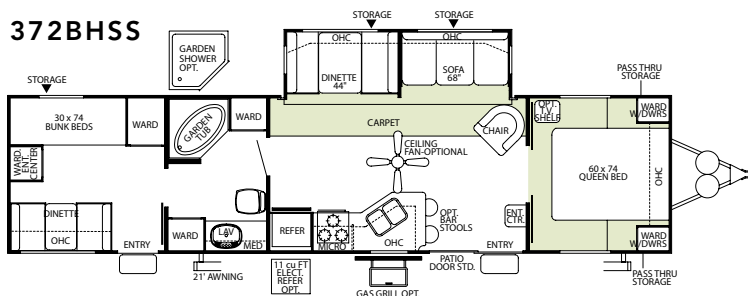 372BHSS
STORAGE
STORAGE
GARDEN
SHOWER
OPT.
OHC
DINETTE
44"
OHC
SOFA
68"
STORAGE
PASS THRU
STORAGE
30 x 74
BUNK BEDS
WARD
GARDEN
TUB
WARD
CARPET
CHAIR
OPT.
T.V.
SHELF
WARD
W/DWRS
CEILING
FAN-OPTIONAL
WARD.
ENT.
CENTER
60 x 74
QUEEN BED
OHC
DINETTE
OHC
ENTRY
WARD
LAV
MED
REFER
MICRO
OHC
OPT.
BAR
STOOLS
ENT.
CTR.
ENTRY
WARD
W/DWRS
21' AWNING
11 cu FT
ELECT.
REFER
OPT.
GAS GRILL OPT.
PATIO
DOOR STD.
PASS THRU
STORAGE